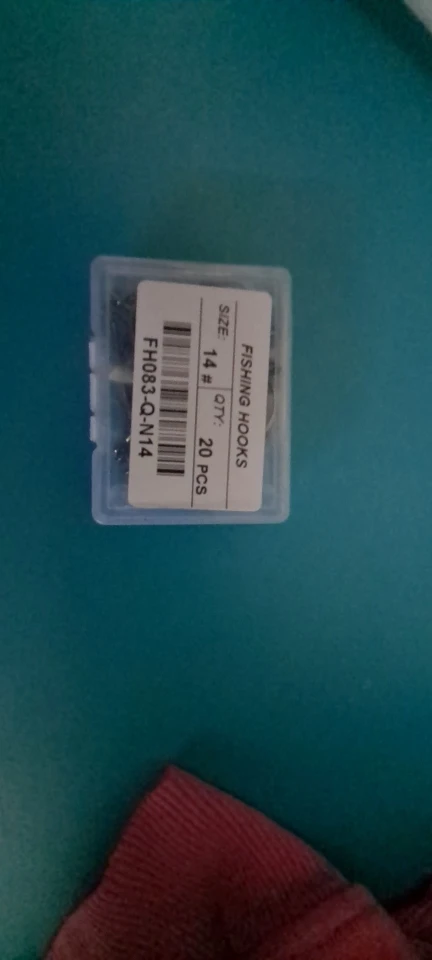 FISHING HOOKS
SIZE: 14 # QTY: 20 PCS
FH083-Q-N14